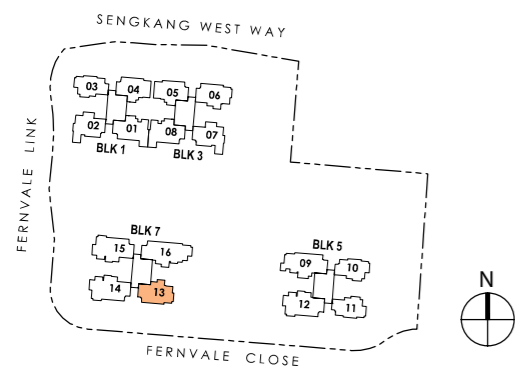 SENGKANG WEST WAY
03 04 05 06
02 01 08 07
BLK 1 BLK 3
FERNVALE LINK
BLK 7
15 16
14 13
BLK 5
09 10
12 11
N
FERNVALE CLOSE